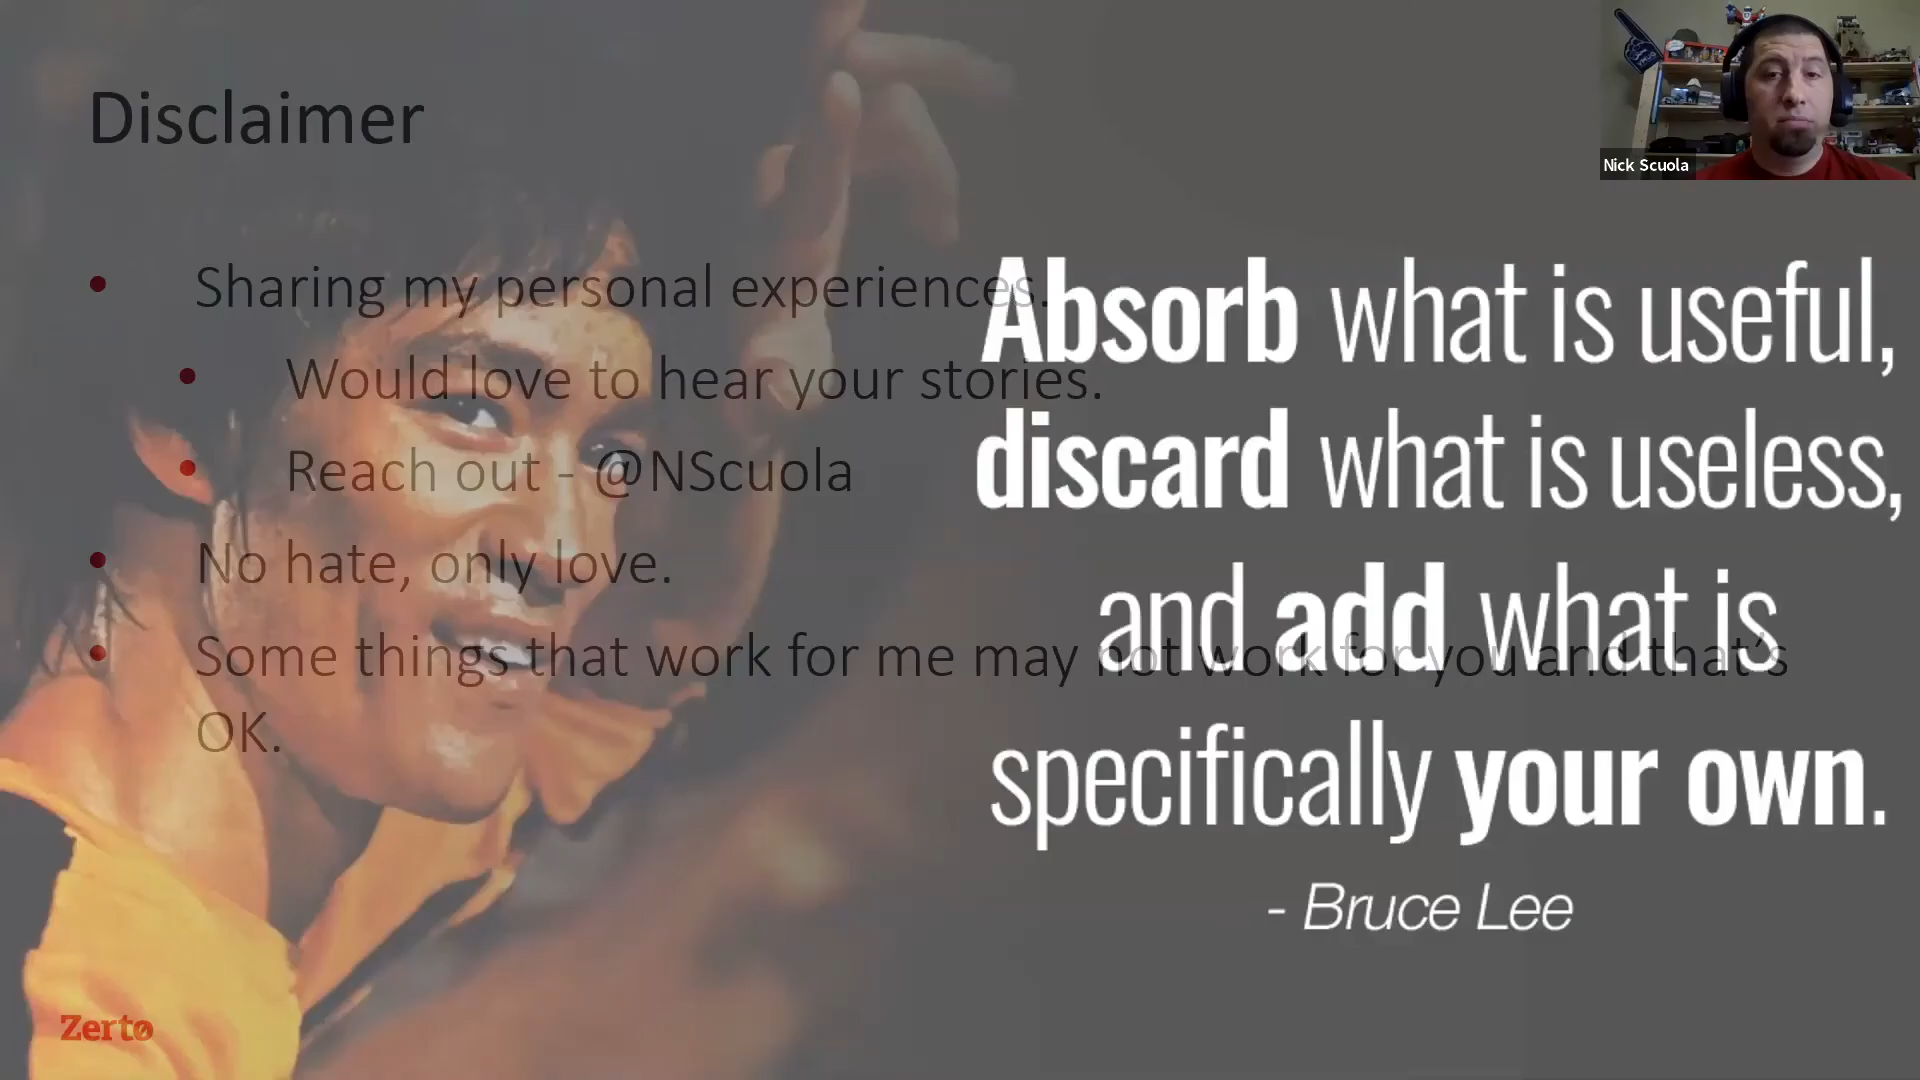 Disclaimer
Nick Scuola
• Sharing my personal experiences.
• Would love to hear your stories.
• Reach out - @NScuola
• No hate, only love.
• Some things that work for me may not work for you and that's
OK.
Absorb what is useful,
discard what is useless,
and add what is
specifically your own.
- Bruce Lee
Zerto